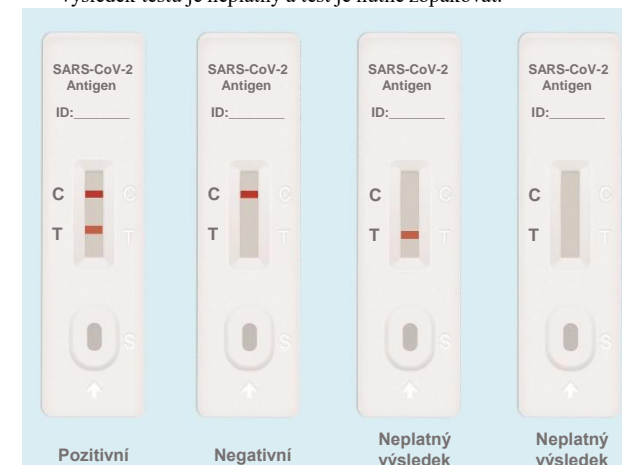 výsledek testu je neplatný a test je nutné zopakovat.
SARS-CoV-2 SARS-CoV-2 SARS-CoV-2 SARS-CoV-2
Antigen Antigen Antigen Antigen
ID:_______ ID:_______ ID:_______ ID:_______
C C C C C C C C
T T T T T T T T
S S S S
Pozitivní Negativní Neplatný Neplatný
výsledek výsledek